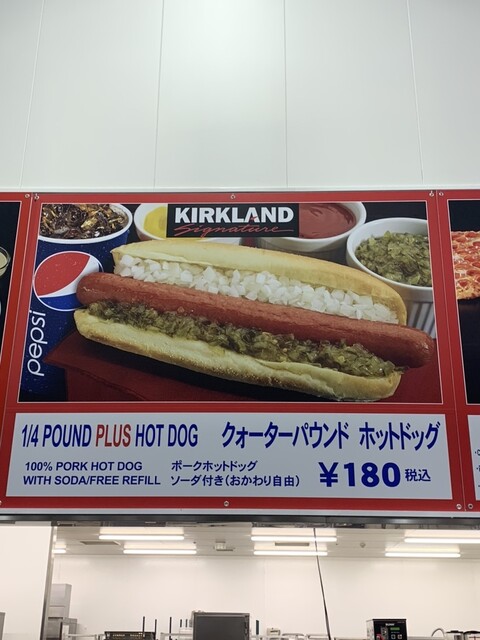 KIRKLAND
Signature
pepsi
1/4 POUND PLUS HOT DOG クォーターパウンド ホットドッグ
100% PORK HOT DOG ポークホットドッグ
WITH SODA/FREE REFILL ソーダ付き(おかわり自由)
¥180 税込